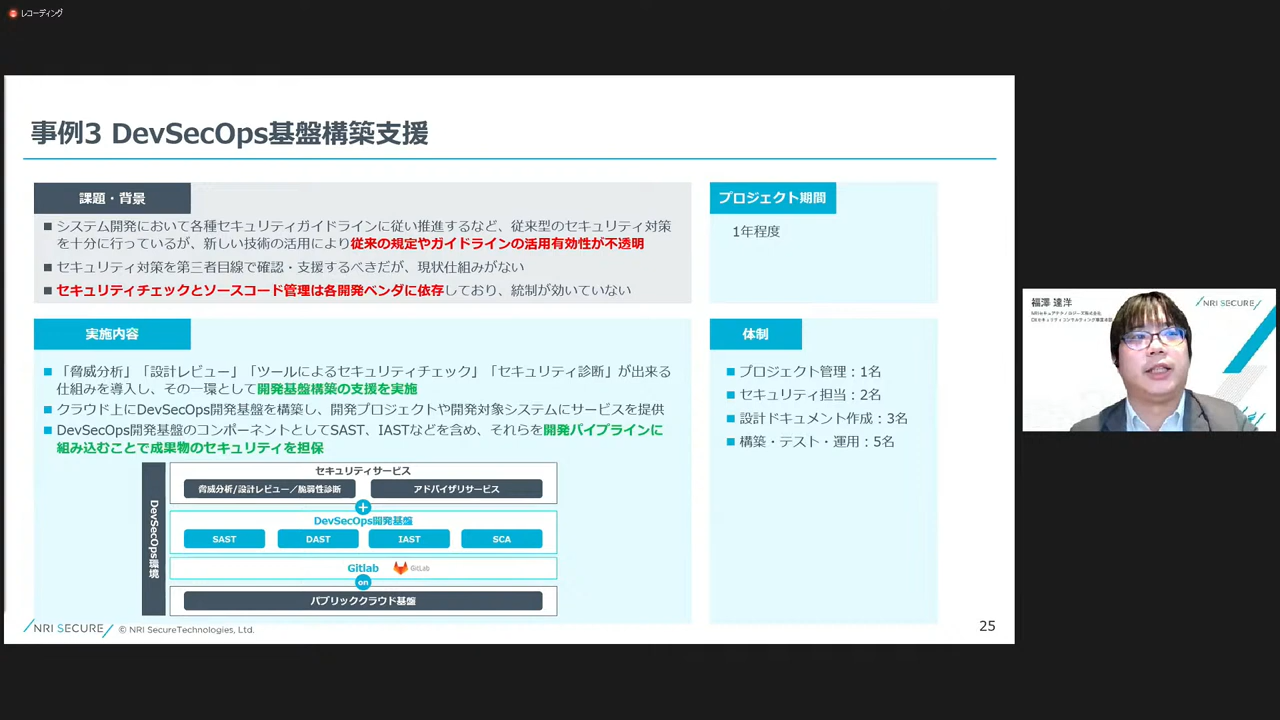 レコーディング
事例3 DevSecOps基盤構築支援
課題・背景
■ システム開発において各種セキュリティガイドラインに従い推進するなど、従来型のセキュリティ対策
を十分に行っているが、新しい技術の活用により従来の規定やガイドラインの活用有効性が不透明
■ セキュリティ対策を第三者目線で確認・支援するべきだが、現状仕組みがない
■ セキュリティチェックとソースコード管理は各開発ベンダに依存しており、統制が効いていない
プロジェクト期間
1年程度
実施内容
■ 「脅威分析」「設計レビュー」「ツールによるセキュリティチェック」「セキュリティ診断」が出来る
仕組みを導入し、その一環として開発基盤構築の支援を実施
■ クラウド上にDevSecOps開発基盤を構築し、開発プロジェクトや開発対象システムにサービスを提供
■ DevSecOps開発基盤のコンポーネントとしてSAST、IASTなどを含め、それらを開発パイプラインに
組み込むことで成果物のセキュリティを担保
DevSecOps環境
セキュリティサービス
脅威分析/設計レビュー/脆弱性診断
アドバイザリサービス
+
DevSecOps開発基盤
SAST
DAST
IAST
SCA
Gitlab
GitLab
on
パブリッククラウド基盤
体制
■ プロジェクト管理：1名
■ セキュリティ担当：2名
■ 設計ドキュメント作成：3名
■ 構築・テスト・運用：5名
NRI SECURE
© NRI SecureTechnologies, Ltd.
25
福澤 達洋
NRIセキュアテクノロジーズ株式会社
NRI SECURE